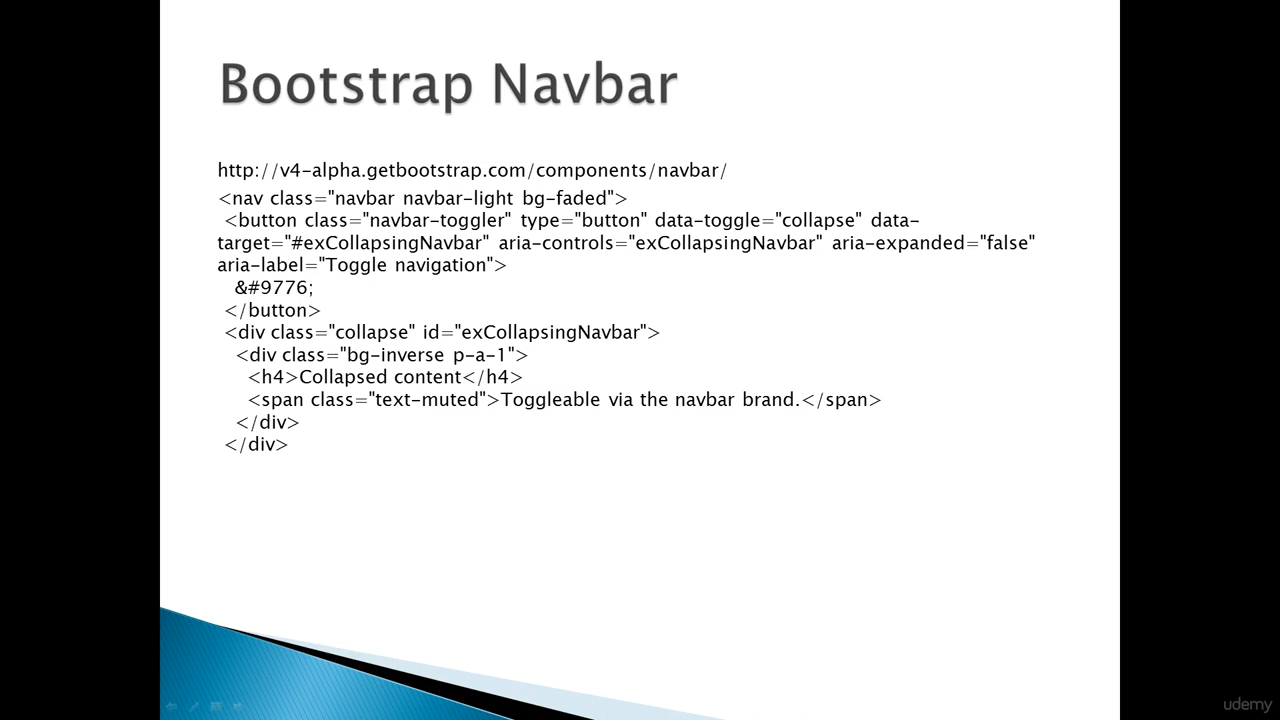 Bootstrap Navbar
http://v4-alpha.getbootstrap.com/components/navbar/
<nav class="navbar navbar-light bg-faded">
<button class="navbar-toggler" type="button" data-toggle="collapse" data-
target="#exCollapsingNavbar" aria-controls="exCollapsingNavbar" aria-expanded="false"
aria-label="Toggle navigation">
&#9776;
</button>
<div class="collapse" id="exCollapsingNavbar">
<div class="bg-inverse p-a-1">
<h4>Collapsed content</h4>
<span class="text-muted">Toggleable via the navbar brand.</span>
</div>
</div>
udemy